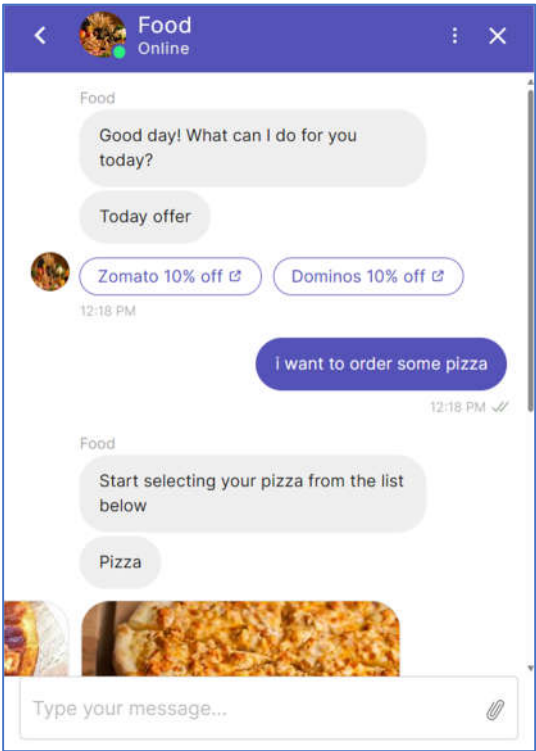 Food
Online
Food
Good day! What can I do for you
today?
Today offer
Zomato 10% off
Dominos 10% off
12:18 PM
i want to order some pizza
12:18 PM
Food
Start selecting your pizza from the list
below
Pizza
Type your message...